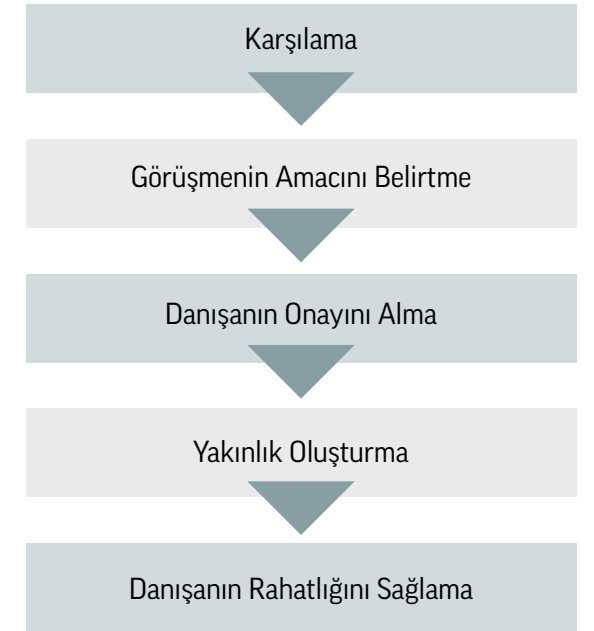 Karşılama
Görüşmenin Amacını Belirtme
Danışanın Onayını Alma
Yakınlık Oluşturma
Danışanın Rahatlığını Sağlama